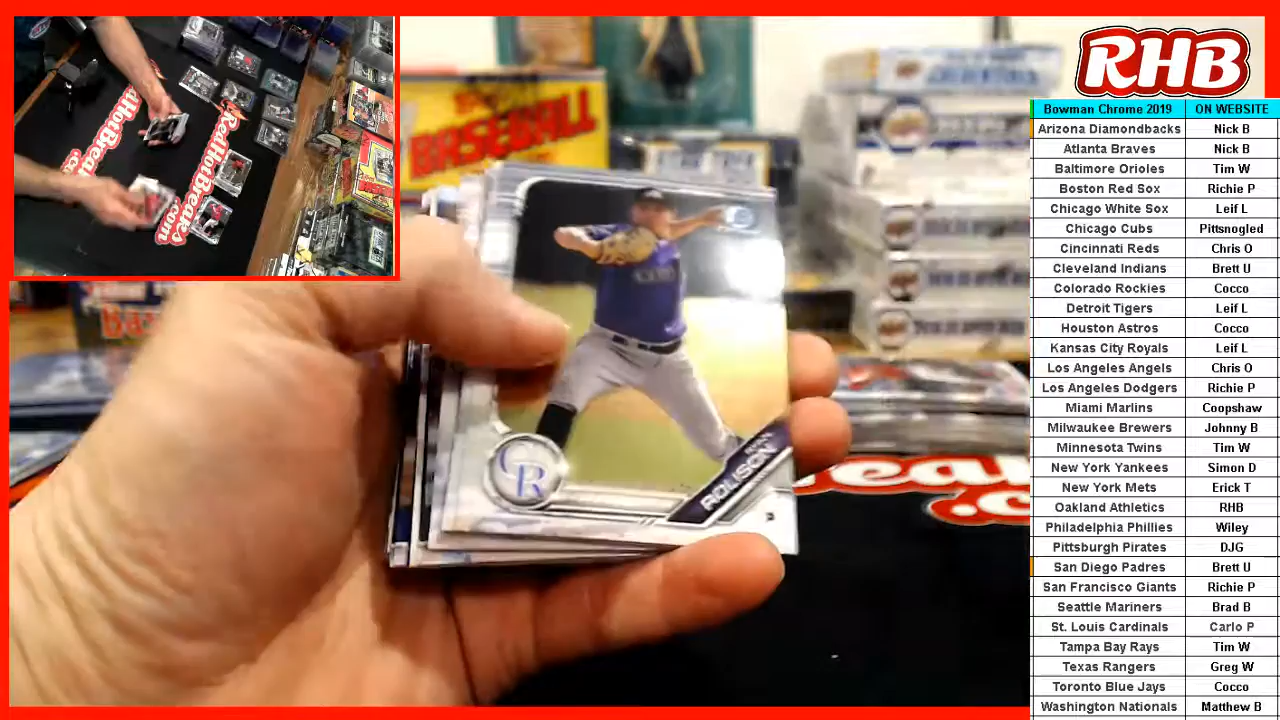 RHB
Bowman Chrome 2019 ON WEBSITE
Arizona Diamondbacks Nick B
Atlanta Braves Nick B
Baltimore Orioles Tim W
Boston Red Sox Richie P
Chicago White Sox Leif L
Chicago Cubs Pittsnogled
Cincinnati Reds Chris O
Cleveland Indians Brett U
Colorado Rockies Cocco
Detroit Tigers Leif L
Houston Astros Cocco
Kansas City Royals Leif L
Los Angeles Angels Chris O
Los Angeles Dodgers Richie P
Miami Marlins Coopshaw
Milwaukee Brewers Johnny B
Minnesota Twins Tim W
New York Yankees Simon D
New York Mets Erick T
Oakland Athletics RHB
Philadelphia Phillies Wiley
Pittsburgh Pirates DJG
San Diego Padres Brett U
San Francisco Giants Richie P
Seattle Mariners Brad B
St. Louis Cardinals Carlo P
Tampa Bay Rays Tim W
Texas Rangers Greg W
Toronto Blue Jays Cocco
Washington Nationals Matthew B
BASEBALL
RedHotBreaks
.com
CR
ROLISON
P